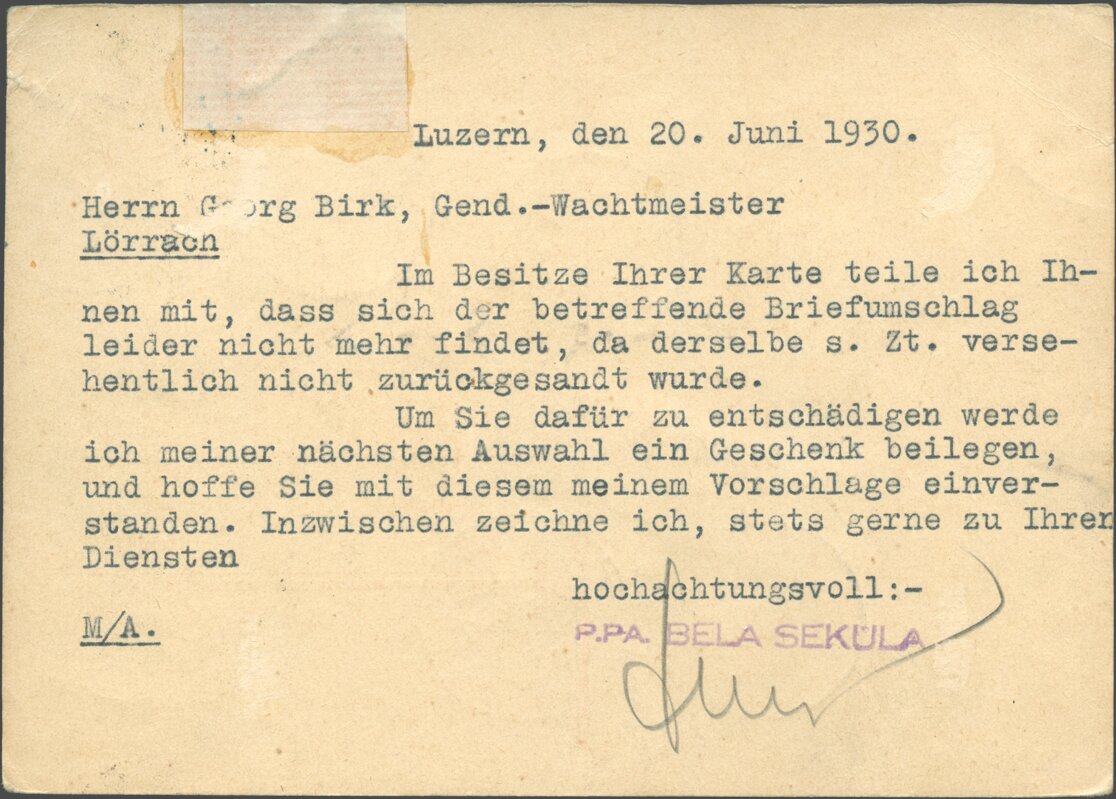 Luzern, den 20. Juni 1930.
Herrn Georg Birk, Gend.-Wachtmeister
Lörrach
Im Besitze Ihrer Karte teile ich Ih-
nen mit, dass sich der betreffende Briefumschlag
leider nicht mehr findet, da derselbe s. Zt. verse-
hentlich nicht zurückgesandt wurde.
Um Sie dafür zu entschädigen werde
ich meiner nächsten Auswahl ein Geschenk beilegen,
und hoffe Sie mit diesem meinem Vorschlage einver-
standen. Inzwischen zeichne ich, stets gerne zu Ihrer
Diensten
hochachtungsvoll:-
M/A.
P.PA. BELA SEKULA